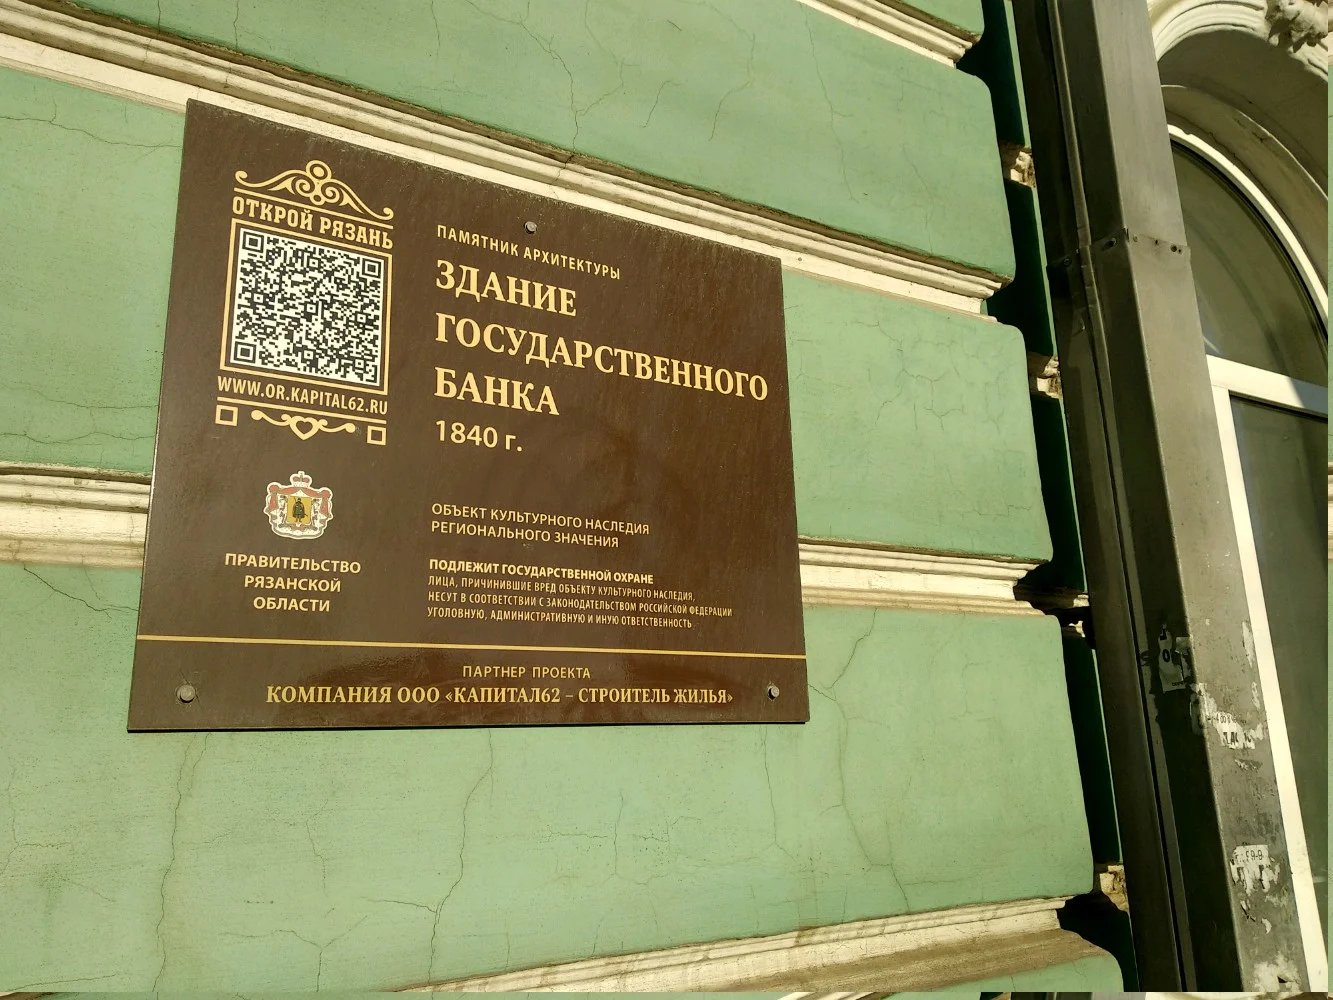 ОТКРОЙ РЯЗАНЬ
WWW.OR.KAPITAL62.RU
ПРАВИТЕЛЬСТВО
РЯЗАНСКОЙ
ОБЛАСТИ
ПАМЯТНИК АРХИТЕКТУРЫ
ЗДАНИЕ
ГОСУДАРСТВЕННОГО
БАНКА
1840 г.
ОБЪЕКТ КУЛЬТУРНОГО НАСЛЕДИЯ
РЕГИОНАЛЬНОГО ЗНАЧЕНИЯ
ПОДЛЕЖИТ ГОСУДАРСТВЕННОЙ ОХРАНЕ
ЛИЦА, ПРИЧИНИВШИЕ ВРЕД ОБЪЕКТУ КУЛЬТУРНОГО НАСЛЕДИЯ,
НЕСУТ В СООТВЕТСТВИИ С ЗАКОНОДАТЕЛЬСТВОМ РОССИЙСКОЙ ФЕДЕРАЦИИ
УГОЛОВНУЮ, АДМИНИСТРАТИВНУЮ И ИНУЮ ОТВЕТСТВЕННОСТЬ
ПАРТНЕР ПРОЕКТА
КОМПАНИЯ ООО «КАПИТАЛ62 – СТРОИТЕЛЬ ЖИЛЬЯ»